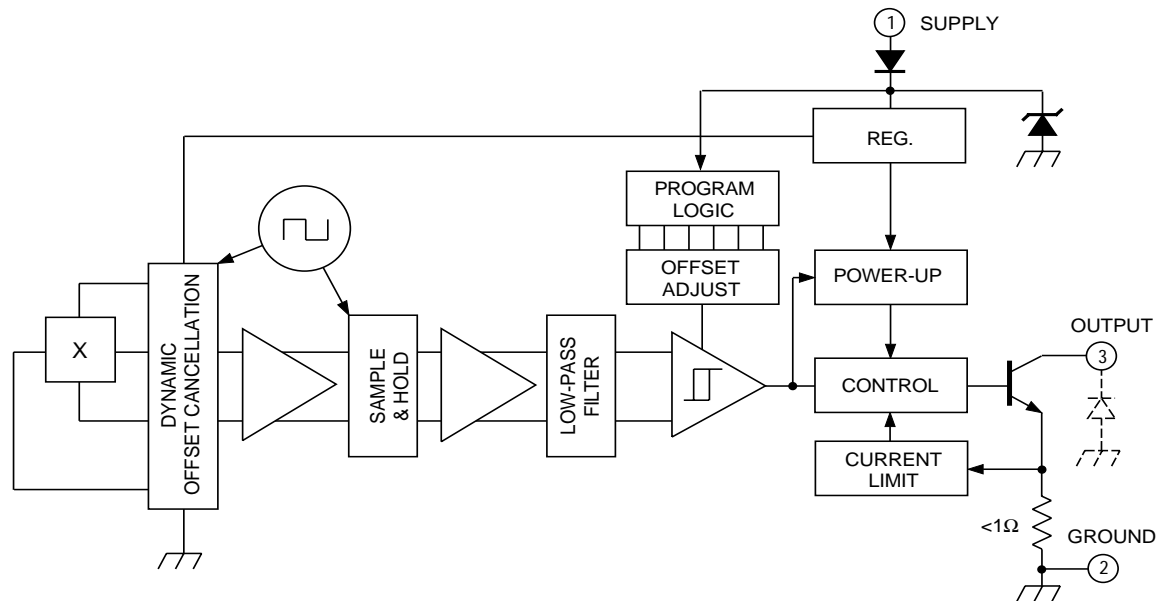 1 SUPPLY
REG.
PROGRAM
LOGIC
OFFSET
ADJUST
POWER-UP
X
DYNAMIC
OFFSET CANCELLATION
SAMPLE
& HOLD
LOW-PASS
FILTER
CONTROL
OUTPUT
3
CURRENT
LIMIT
<1Ω
GROUND
2